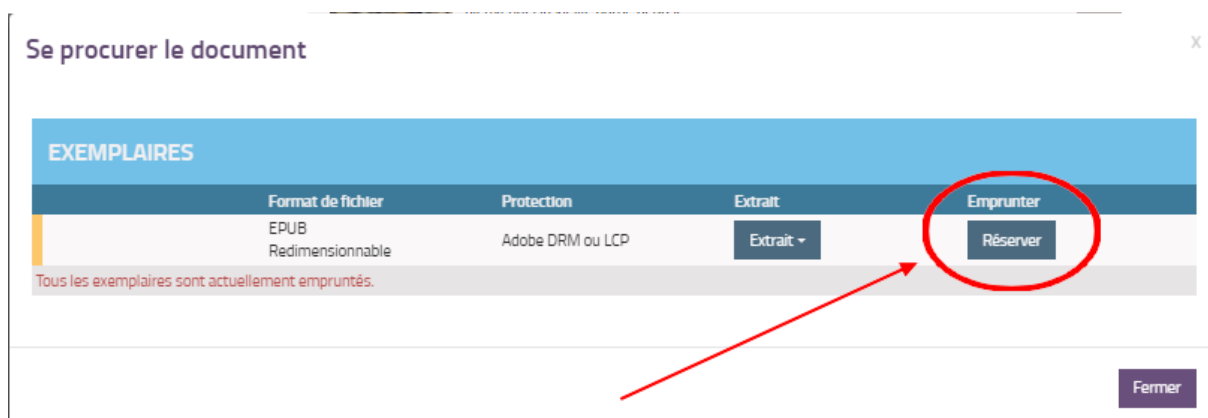 Se procurer le document
x
EXEMPLAIRES
Format de fichier Protection Extrait Emprunter
EPUB
Redimensionnable Adobe DRM ou LCP Extrait Réserver
Tous les exemplaires sont actuellement empruntés.
Fermer